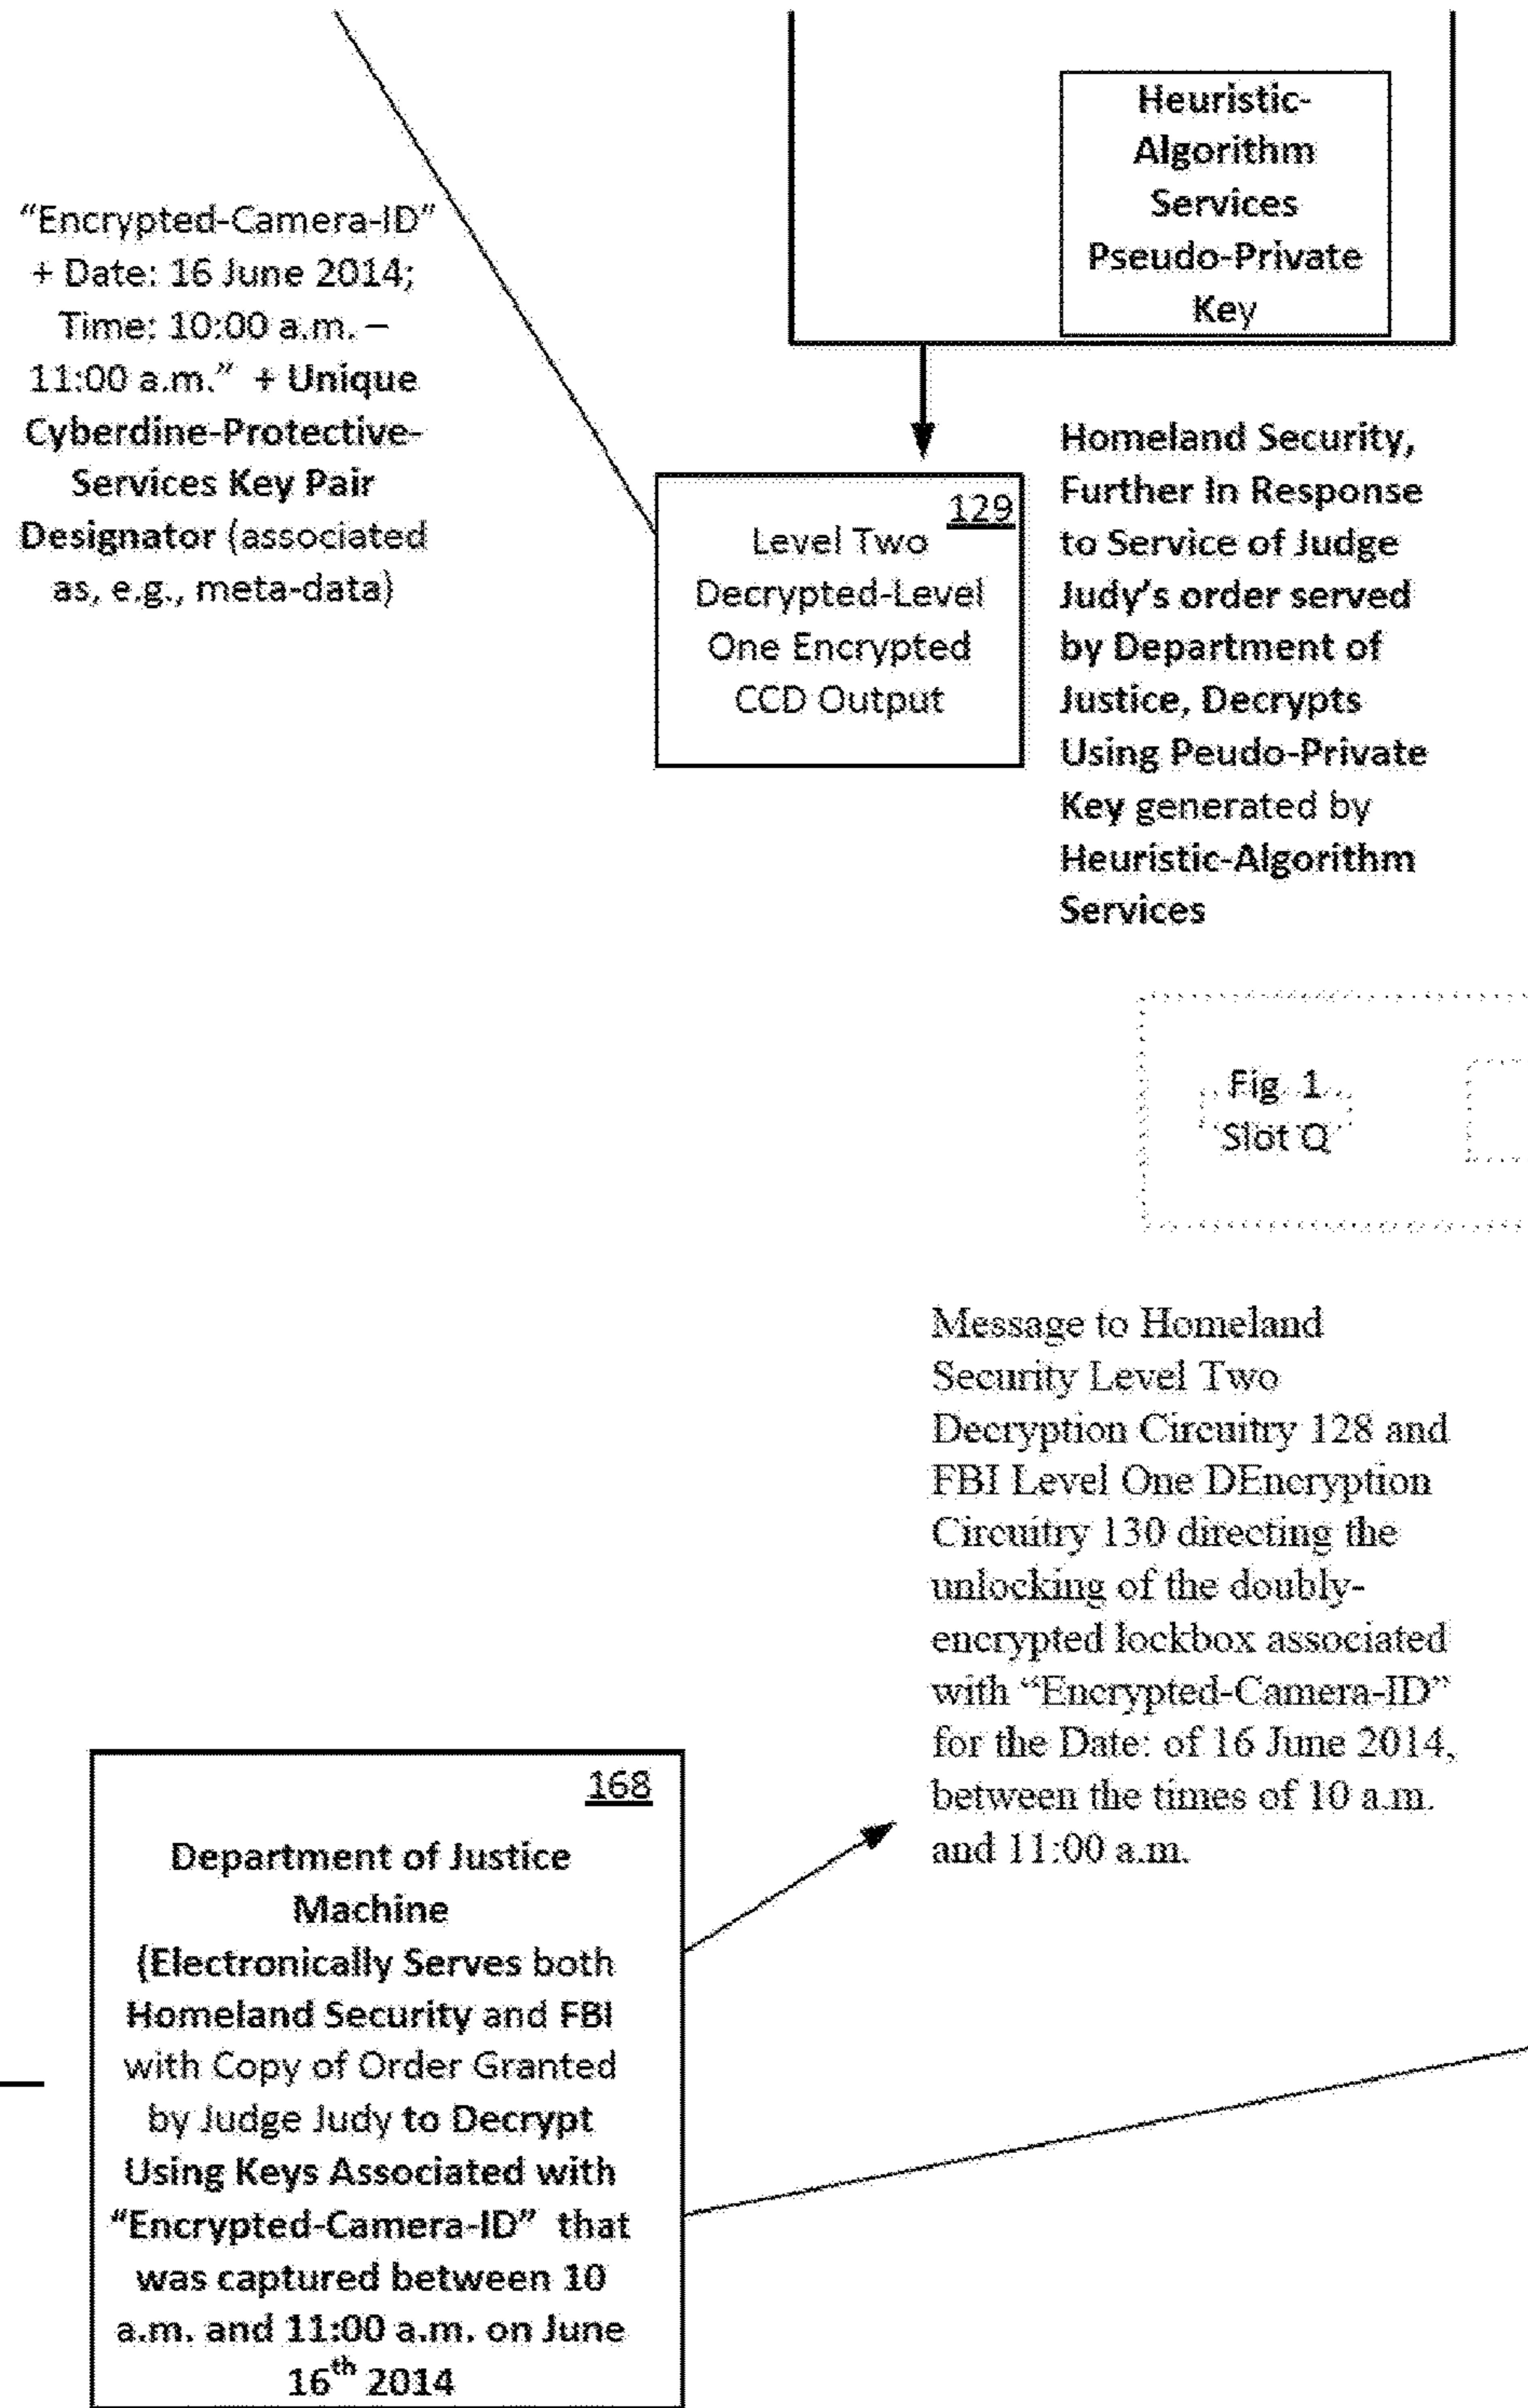 Heuristic-
Algorithm
Services
Pseudo-Private
Key
“Encrypted-Camera-ID”
+ Date: 16 June 2014;
Time: 10:00 a.m. –
11:00 a.m.” + Unique
Cyberdine-Protective-
Services Key Pair
Designator (associated
as, e.g., meta-data)
129
Level Two
Decrypted-Level
One Encrypted
CCD Output
Homeland Security,
Further In Response
to Service of Judge
Judy’s order served
by Department of
Justice, Decrypts
Using Peudo-Private
Key generated by
Heuristic-Algorithm
Services
Fig. 1
Slot Q
Message to Homeland
Security Level Two
Decryption Circuitry 128 and
FBI Level One DEncryption
Circuitry 130 directing the
unlocking of the doubly-
encrypted lockbox associated
with “Encrypted-Camera-ID”
for the Date: of 16 June 2014,
between the times of 10 a.m.
and 11:00 a.m.
168
Department of Justice
Machine
(Electronically Serves both
Homeland Security and FBI
with Copy of Order Granted
by Judge Judy to Decrypt
Using Keys Associated with
“Encrypted-Camera-ID” that
was captured between 10
a.m. and 11:00 a.m. on June
16th 2014